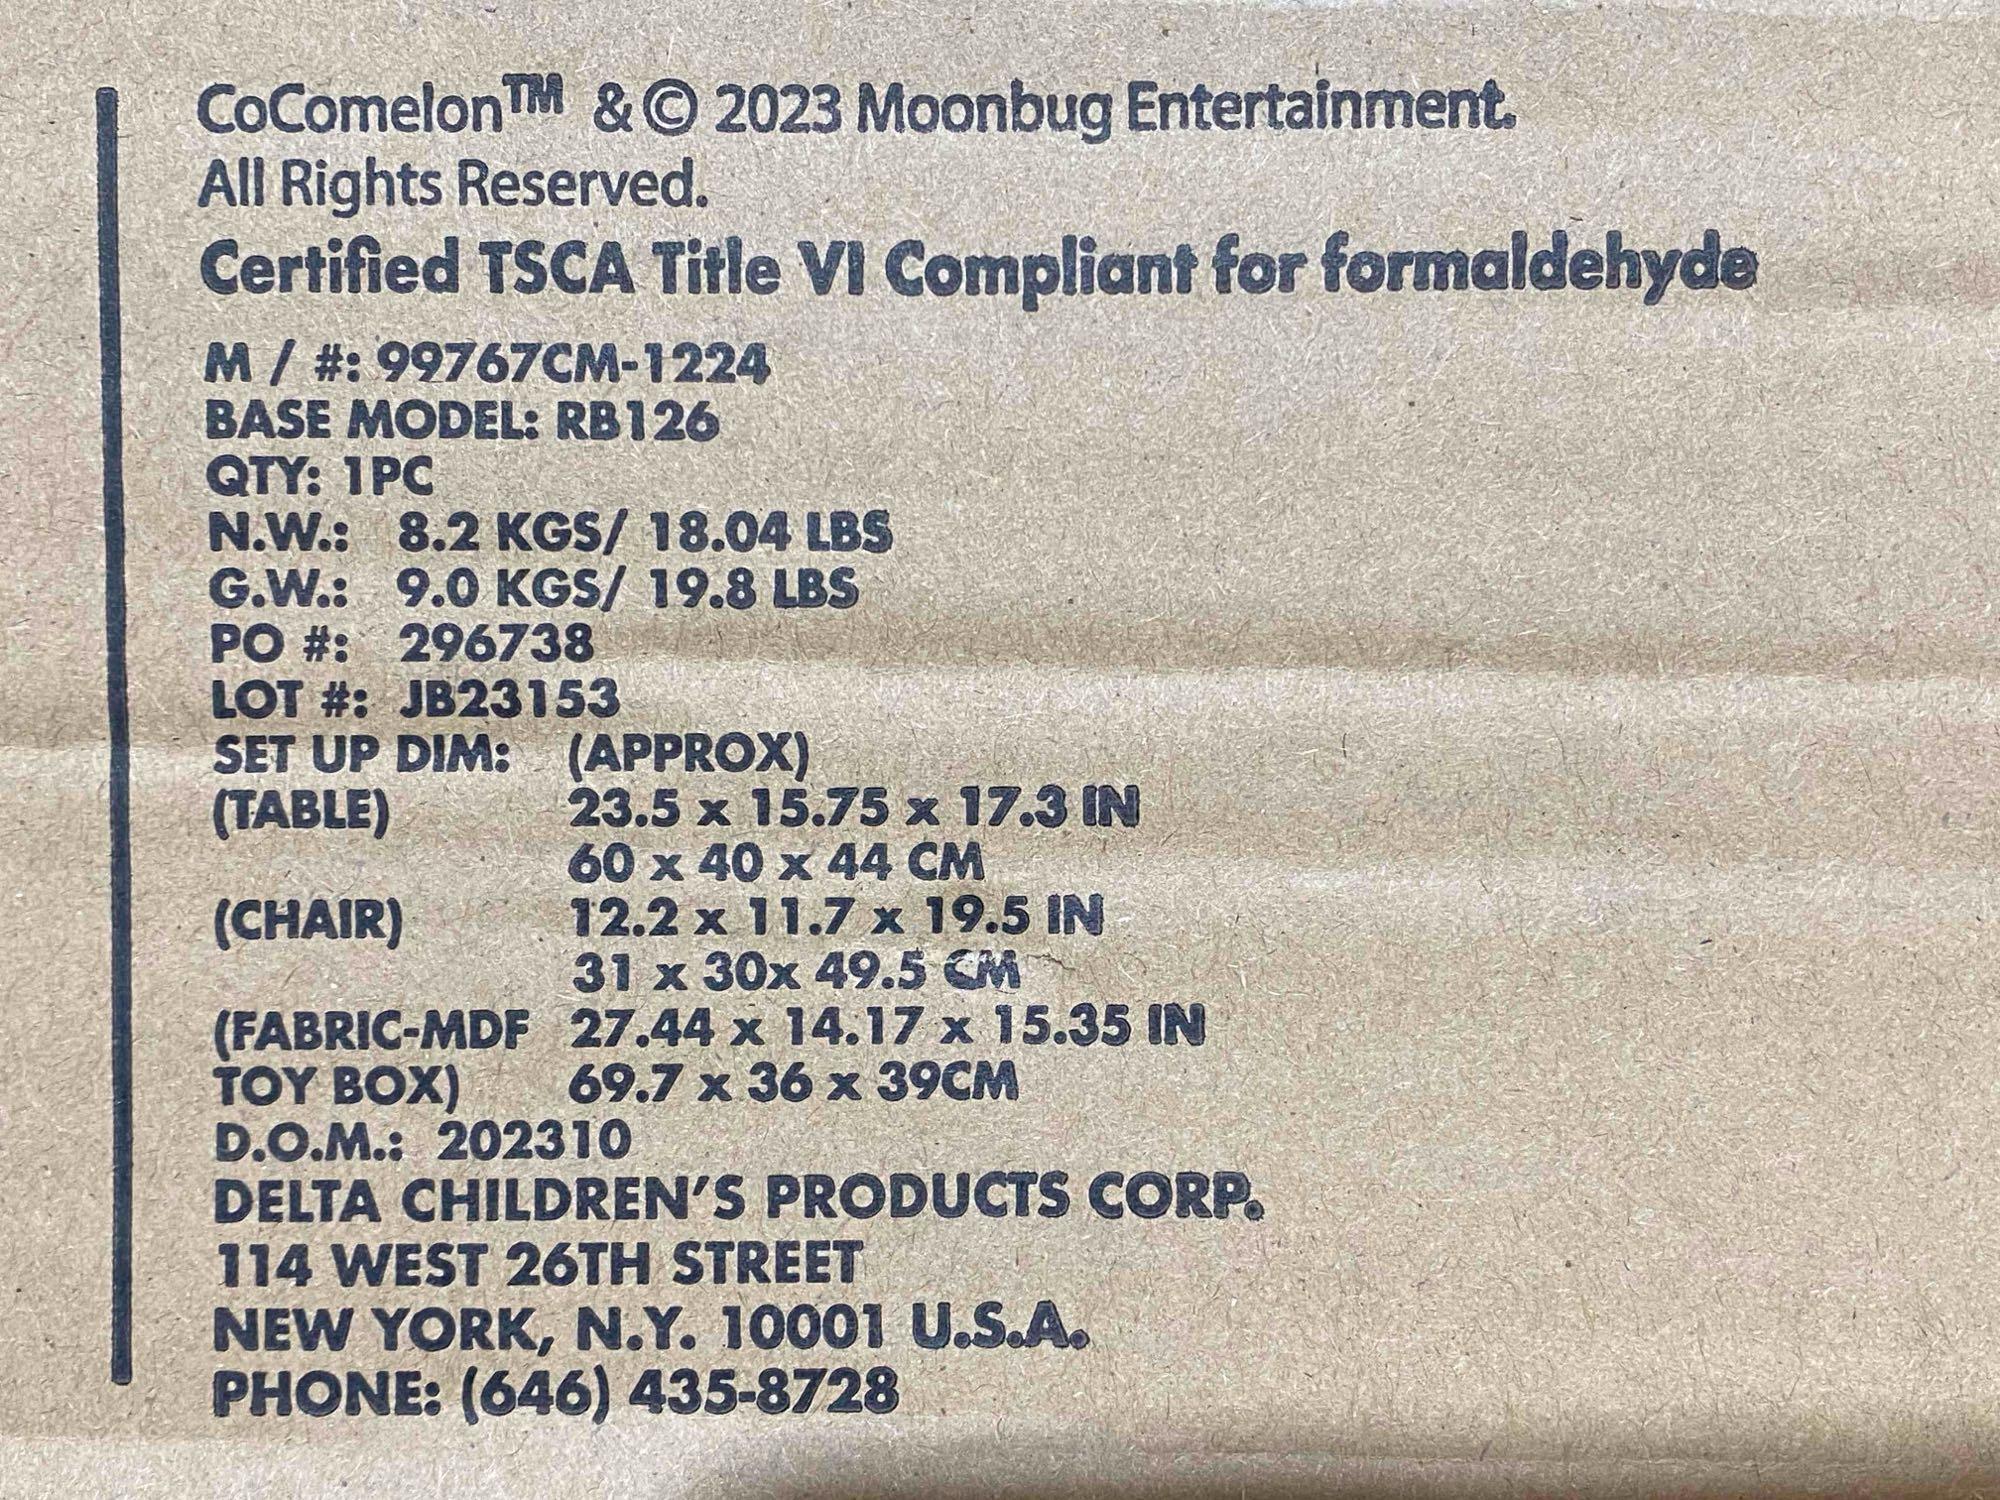 CoComelon™ & © 2023 Moonbug Entertainment.
All Rights Reserved.
Certified TSCA Title VI Compliant for formaldehyde
M / #: 99767CM-1224
BASE MODEL: RB126
QTY: 1PC
N.W.: 8.2 KGS/ 18.04 LBS
G.W.: 9.0 KGS/ 19.8 LBS
PO #: 296738
LOT #: JB23153
SET UP DIM: (APPROX)
(TABLE) 23.5 x 15.75 x 17.3 IN
60 x 40 x 44 CM
(CHAIR) 12.2 x 11.7 x 19.5 IN
31 x 30x 49.5 CM
(FABRIC-MDF 27.44 x 14.17 x 15.35 IN
TOY BOX) 69.7 x 36 x 39CM
D.O.M.: 202310
DELTA CHILDREN'S PRODUCTS CORP.
114 WEST 26TH STREET
NEW YORK, N.Y. 10001 U.S.A.
PHONE: (646) 435-8728